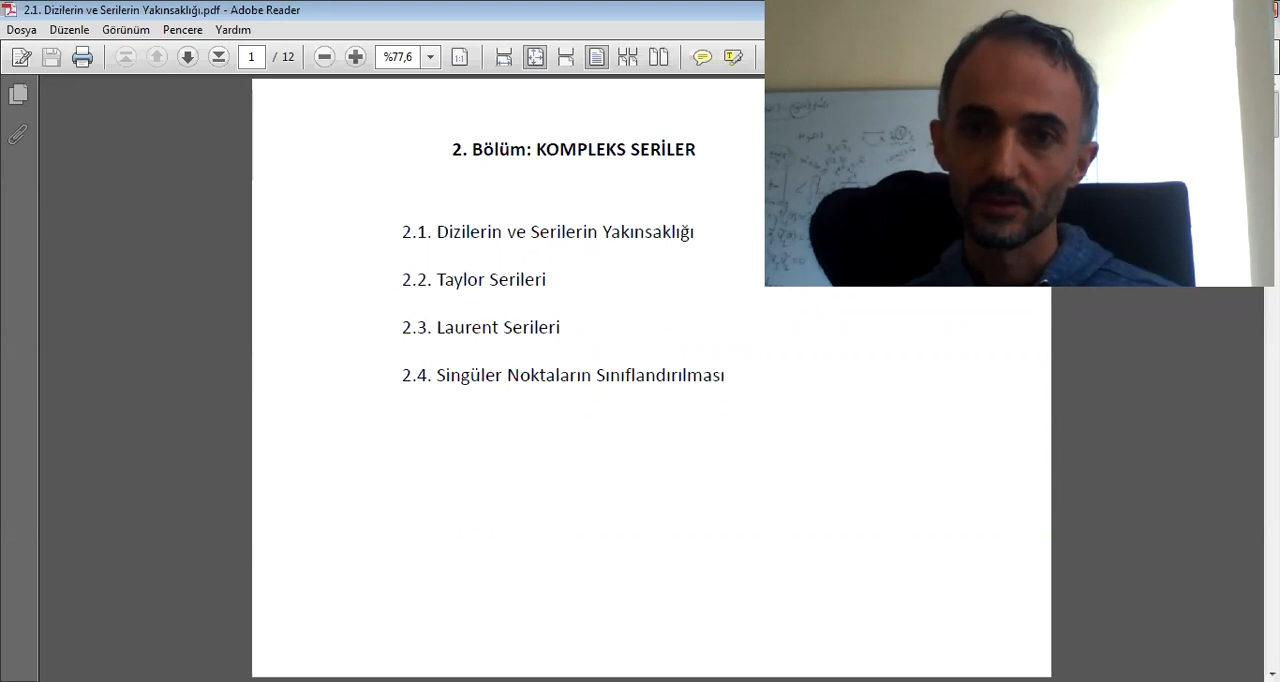 2.1. Dizilerin ve Serilerin Yakınsaklığı.pdf - Adobe Reader
Dosya Düzenle Görünüm Pencere Yardım
1 / 12 %77,6
2. Bölüm: KOMPLEKS SERİLER
2.1. Dizilerin ve Serilerin Yakınsaklığı
2.2. Taylor Serileri
2.3. Laurent Serileri
2.4. Singüler Noktaların Sınıflandırılması